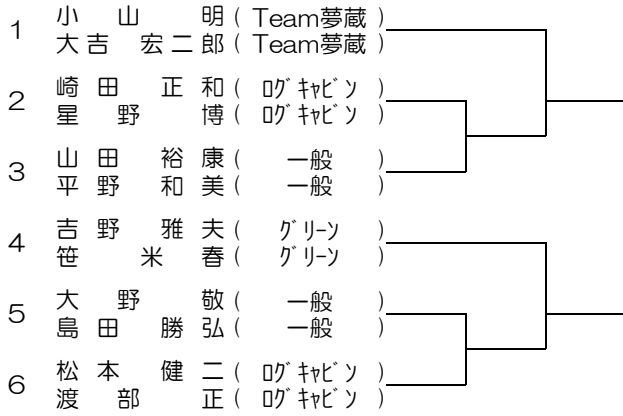 1 小山 明 ( Team夢蔵 )
大吉 宏二郎 ( Team夢蔵 )
2 崎田 正和 ( ﾛｸﾞｷｬﾋﾞﾝ )
星野 博 ( ﾛｸﾞｷｬﾋﾞﾝ )
3 山田 裕康 ( 一般 )
平野 和美 ( 一般 )
4 吉野 雅夫 ( ｸﾞﾘｰﾝ )
笹 米春 ( ｸﾞﾘｰﾝ )
5 大野 敬 ( 一般 )
島田 勝弘 ( 一般 )
6 松本 健二 ( ﾛｸﾞｷｬﾋﾞﾝ )
渡部 正 ( ﾛｸﾞｷｬﾋﾞﾝ )